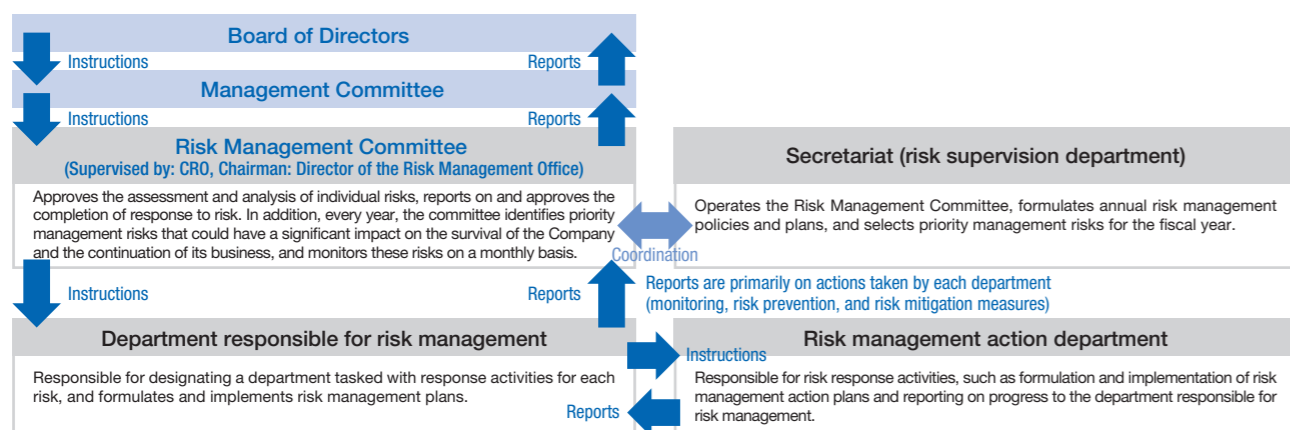 Board of Directors
Instructions
Reports
Management Committee
Instructions
Reports
Risk Management Committee
(Supervised by: CRO, Chairman: Director of the Risk Management Office)
Approves the assessment and analysis of individual risks, reports on and approves the
completion of response to risk. In addition, every year, the committee identifies priority
management risks that could have a significant impact on the survival of the Company
and the continuation of its business, and monitors these risks on a monthly basis.
Secretariat (risk supervision department)
Operates the Risk Management Committee, formulates annual risk management
policies and plans, and selects priority management risks for the fiscal year.
Coordination
Instructions
Reports
Reports are primarily on actions taken by each department
(monitoring, risk prevention, and risk mitigation measures)
Department responsible for risk management
Responsible for designating a department tasked with response activities for each
risk, and formulates and implements risk management plans.
Instructions
Reports
Risk management action department
Responsible for risk response activities, such as formulation and implementation of risk
management action plans and reporting on progress to the department responsible for
risk management.